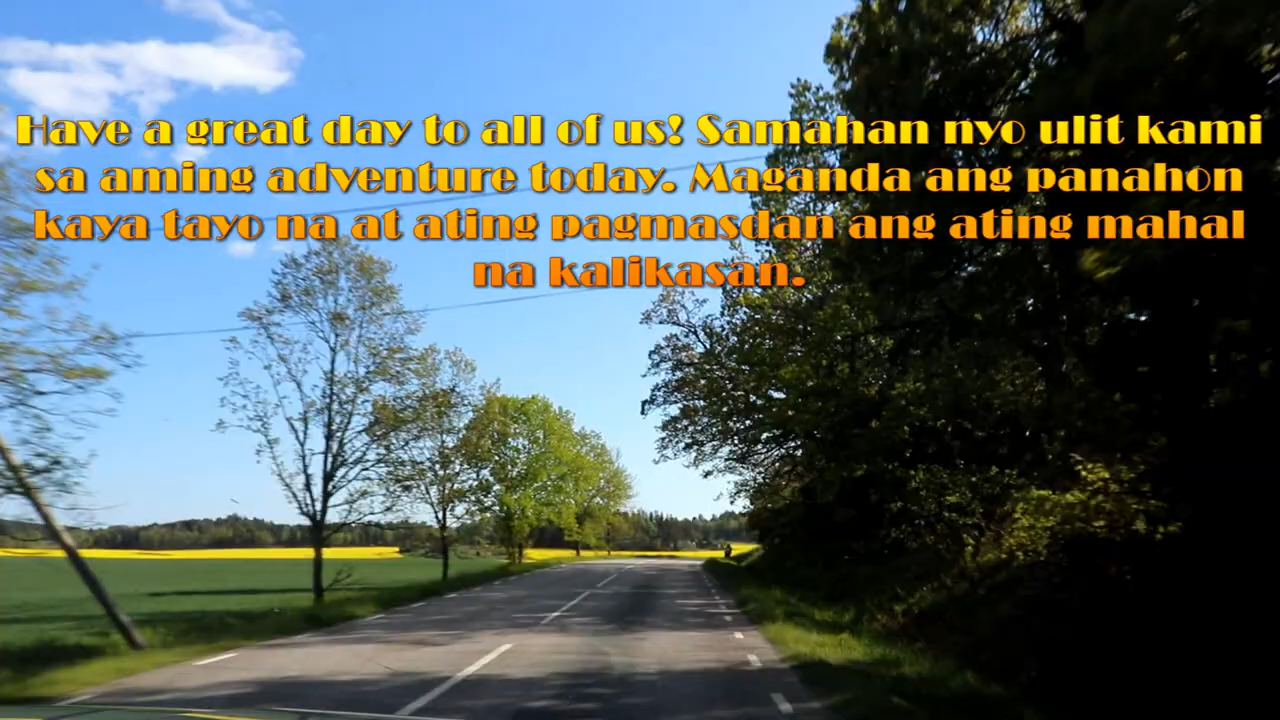 Have a great day to all of us! Samahan nyo ulit kami
sa aming adventure today. Maganda ang panahon
kaya tayo na at ating pagmasdan ang ating mahal
na kalikasan.